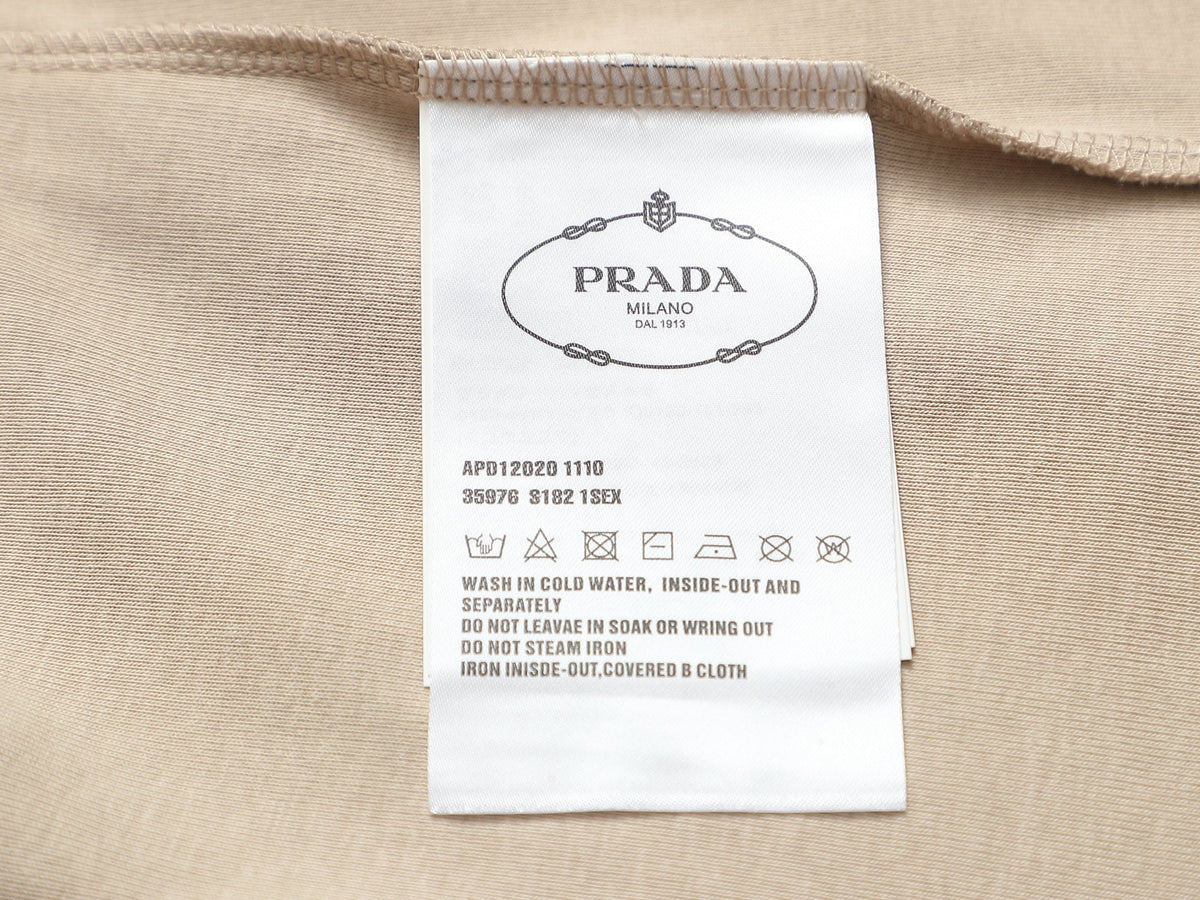 PRADA
MILANO
DAL 1913
APD12020 1110
35976 S182 1SEX
WASH IN COLD WATER, INSIDE-OUT AND
SEPARATELY
DO NOT LEAVAE IN SOAK OR WRING OUT
DO NOT STEAM IRON
IRON INISDE-OUT,COVERED B CLOTH